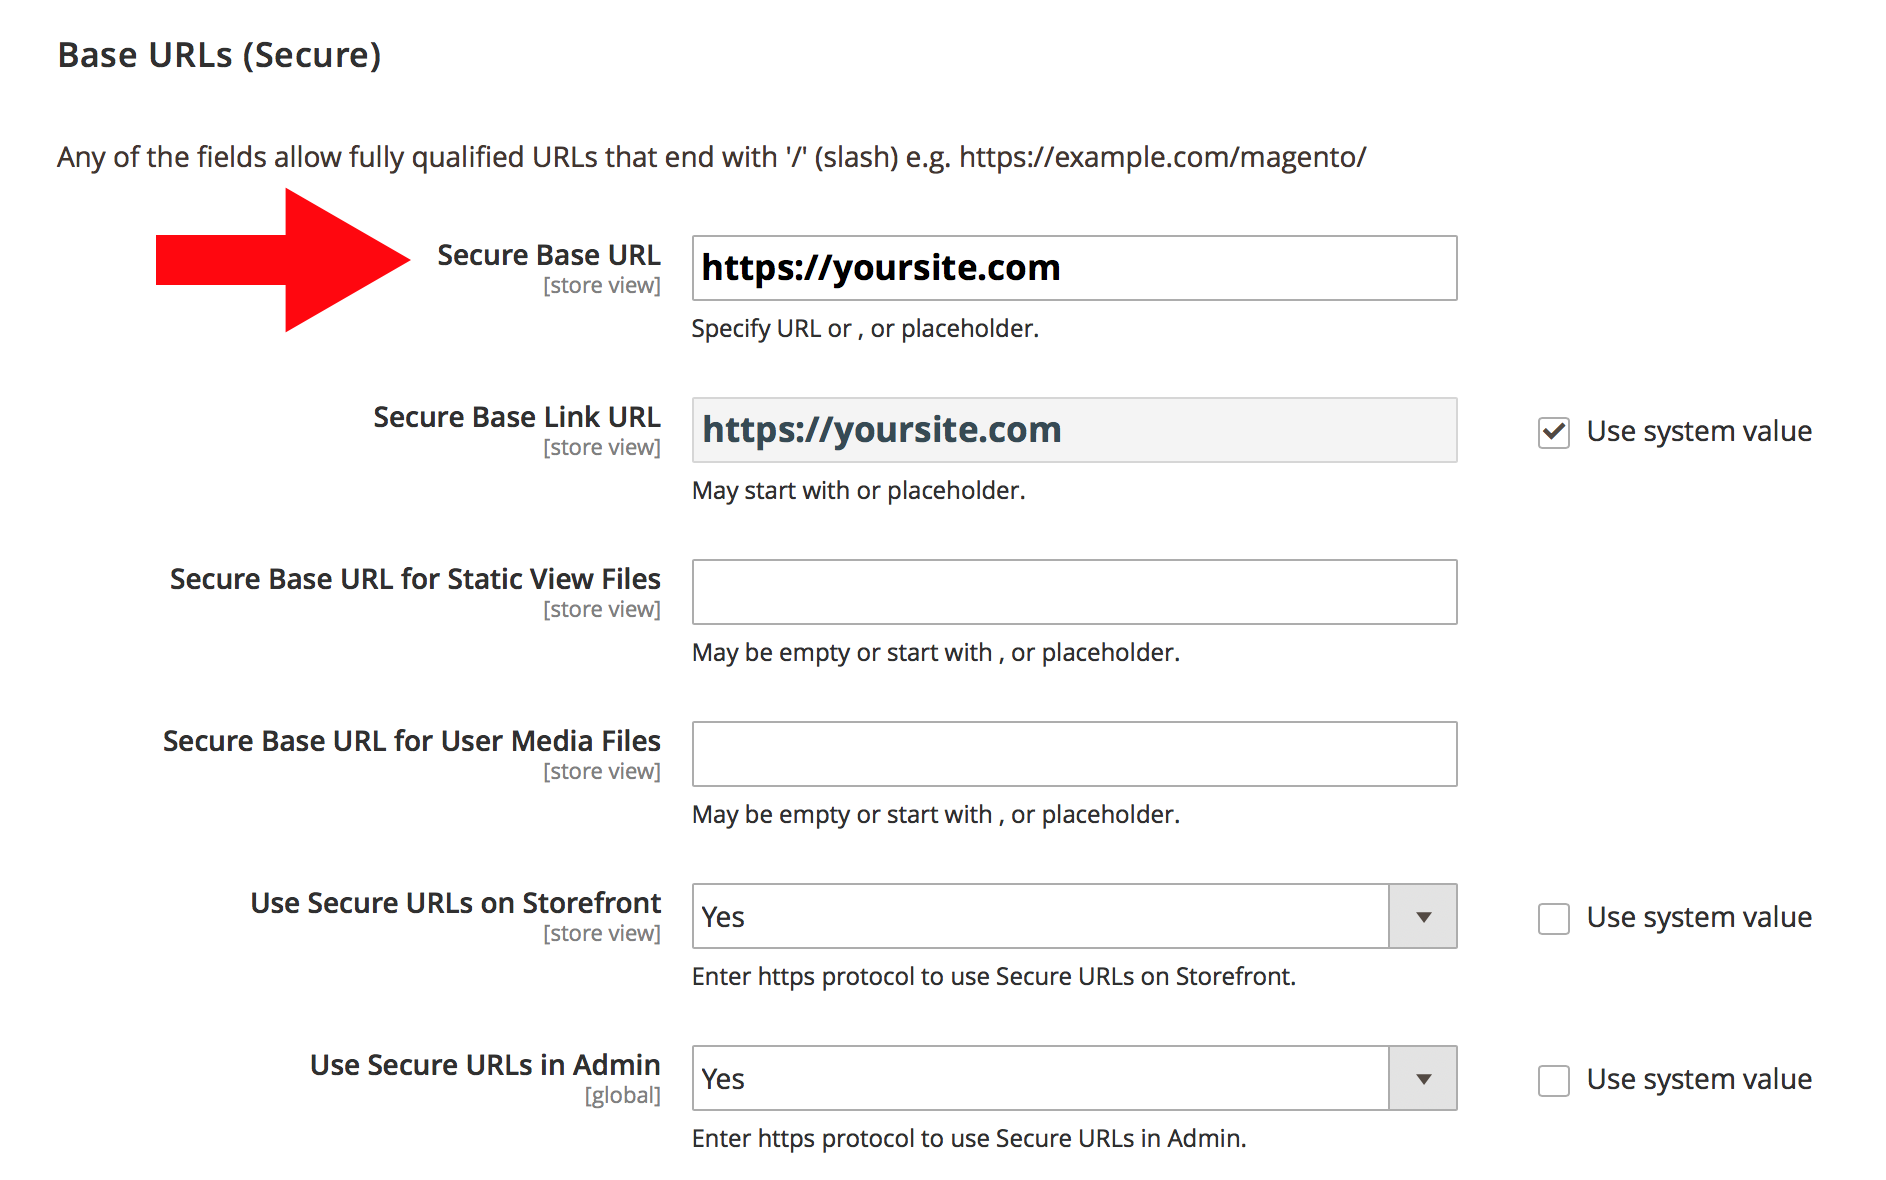 Base URLs (Secure)
Any of the fields allow fully qualified URLs that end with '/' (slash) e.g. https://example.com/magento/
Secure Base URL
[store view]
https://yoursite.com
Specify URL or , or placeholder.
Secure Base Link URL
[store view]
https://yoursite.com
Use system value
May start with or placeholder.
Secure Base URL for Static View Files
[store view]
May be empty or start with , or placeholder.
Secure Base URL for User Media Files
[store view]
May be empty or start with , or placeholder.
Use Secure URLs on Storefront
[store view]
Yes
Use system value
Enter https protocol to use Secure URLs on Storefront.
Use Secure URLs in Admin
[global]
Yes
Use system value
Enter https protocol to use Secure URLs in Admin.